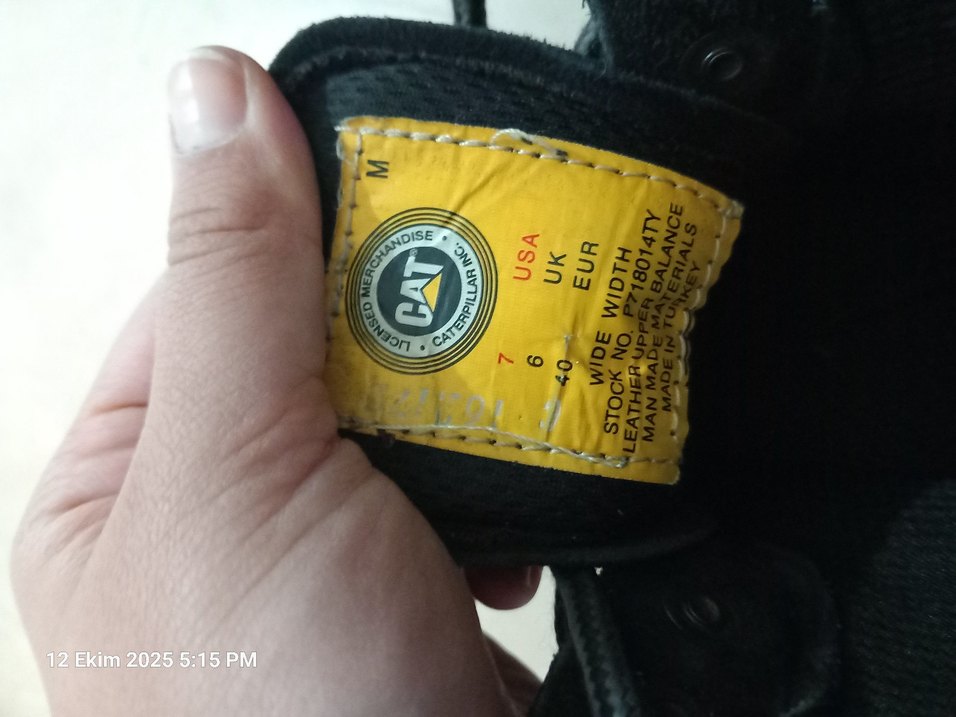 M
LICENSED MERCHANDISE • CATERPILLAR INC. •
CAT®
7 USA
6 UK
40 EUR
WIDE WIDTH
STOCK NO. P718014TY
LEATHER UPPER BALANCE
MAN MADE MATERIALS
MADE IN TURKEY
12 Ekim 2025 5:15 PM